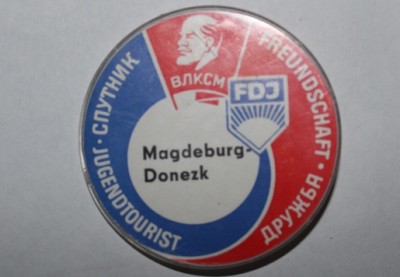 JUGENDTOURIST · СПУТНИК
ВЛКСМ
FREUNDSCHAFT · ДРУЖБА
FDJ
Magdeburg-
Donezk